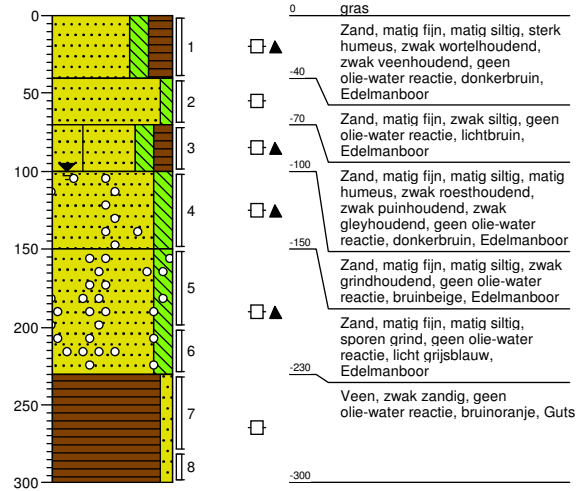 0
50
100
150
200
250
300
1
2
3
4
5
6
7
8
0
gras
Zand, matig fijn, matig siltig, sterk
humeus, zwak wortelhoudend,
zwak veenhoudend, geen
olie-water reactie, donkerbruin,
Edelmanboor
-40
Zand, matig fijn, zwak siltig, geen
olie-water reactie, lichtbruin,
Edelmanboor
-70
Zand, matig fijn, matig siltig, matig
humeus, zwak roesthoudend,
zwak puinhoudend, zwak
gleyhoudend, geen olie-water
reactie, donkerbruin, Edelmanboor
-100
Zand, matig fijn, matig siltig, zwak
grindhoudend, geen olie-water
reactie, bruinbeige, Edelmanboor
-150
Zand, matig fijn, matig siltig,
sporen grind, geen olie-water
reactie, licht grijsblauw,
Edelmanboor
-230
Veen, zwak zandig, geen
olie-water reactie, bruinoranje, Guts
-300